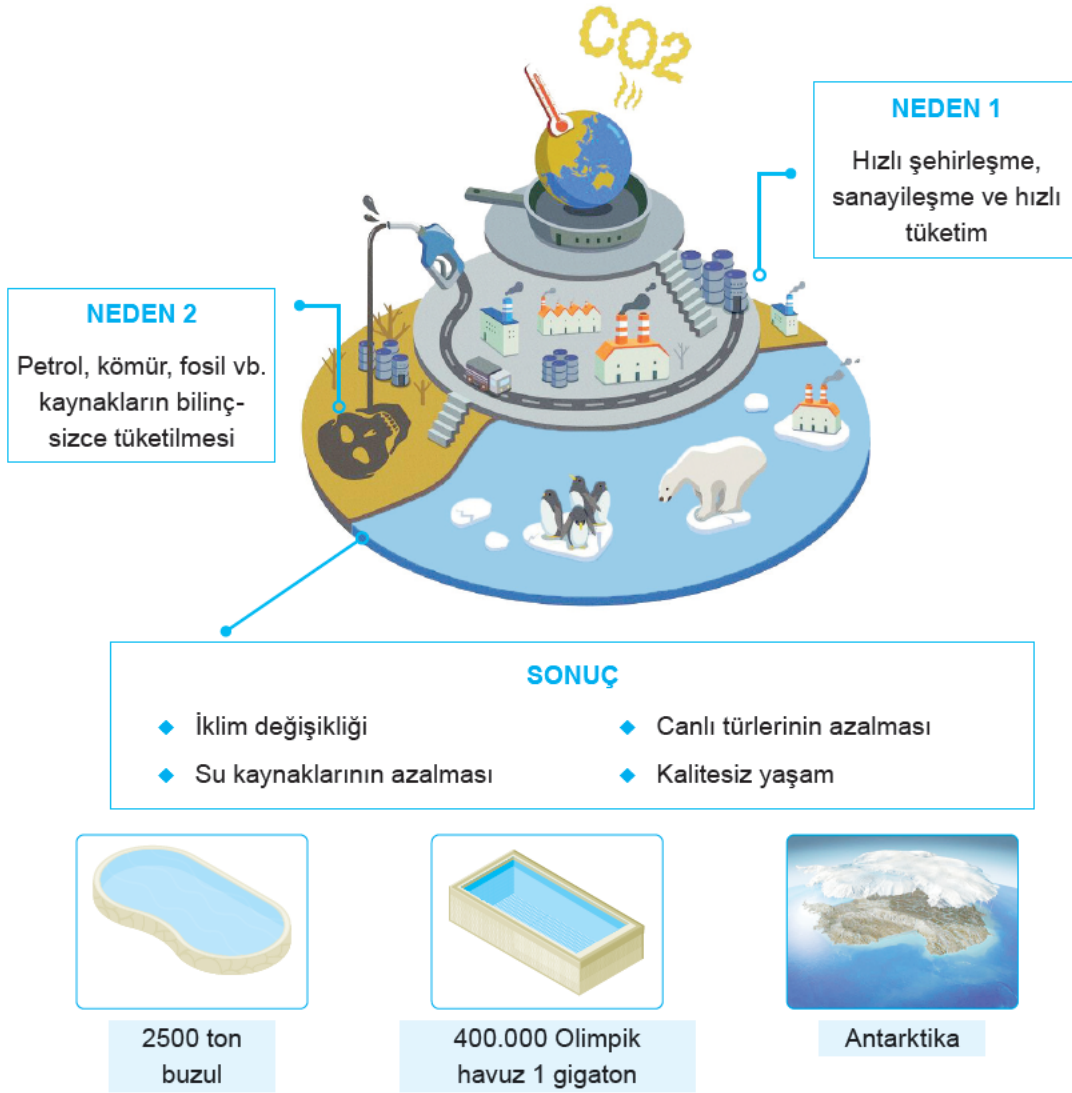 CO2
NEDEN 1
Hızlı şehirleşme,
sanayileşme ve hızlı
tüketim
NEDEN 2
Petrol, kömür, fosil vb.
kaynakların bilinç-
sizce tüketilmesi
SONUÇ
İklim değişikliği
Su kaynaklarının azalması
Canlı türlerinin azalması
Kalitesiz yaşam
2500 ton
buzul
400.000 Olimpik
havuz 1 gigaton
Antarktika